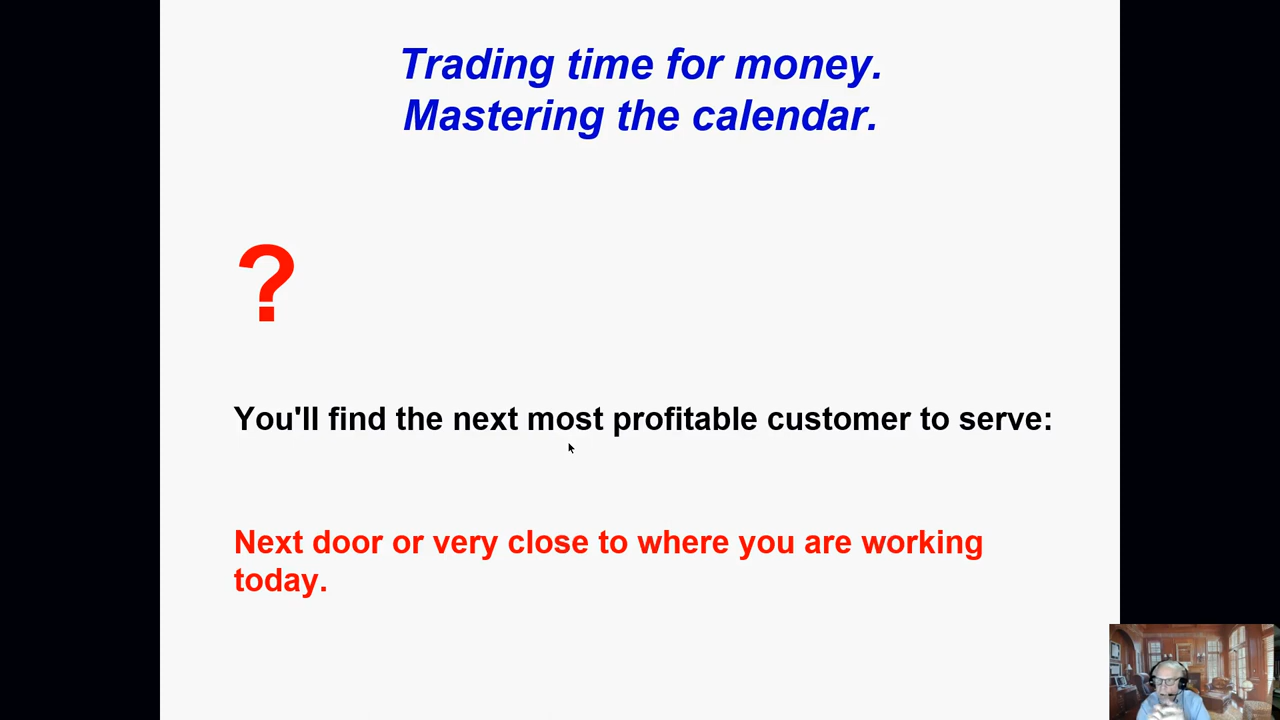 Trading time for money.
Mastering the calendar.
?
You'll find the next most profitable customer to serve:
Next door or very close to where you are working
today.